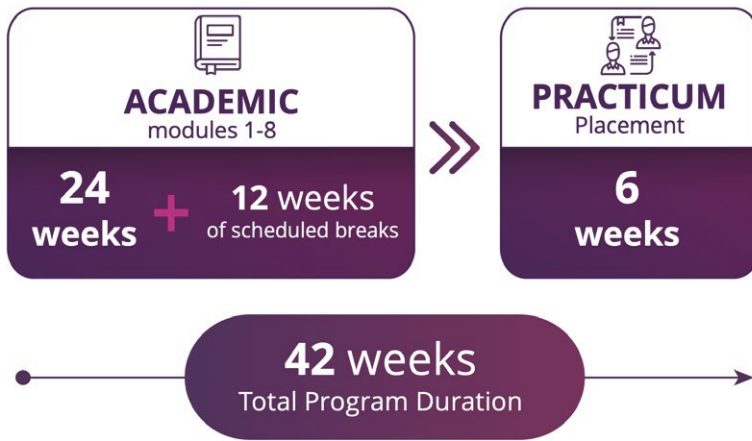 ACADEMIC
modules 1-8
24
weeks
+
12 weeks
of scheduled breaks
PRACTICUM
Placement
6
weeks
42 weeks
Total Program Duration